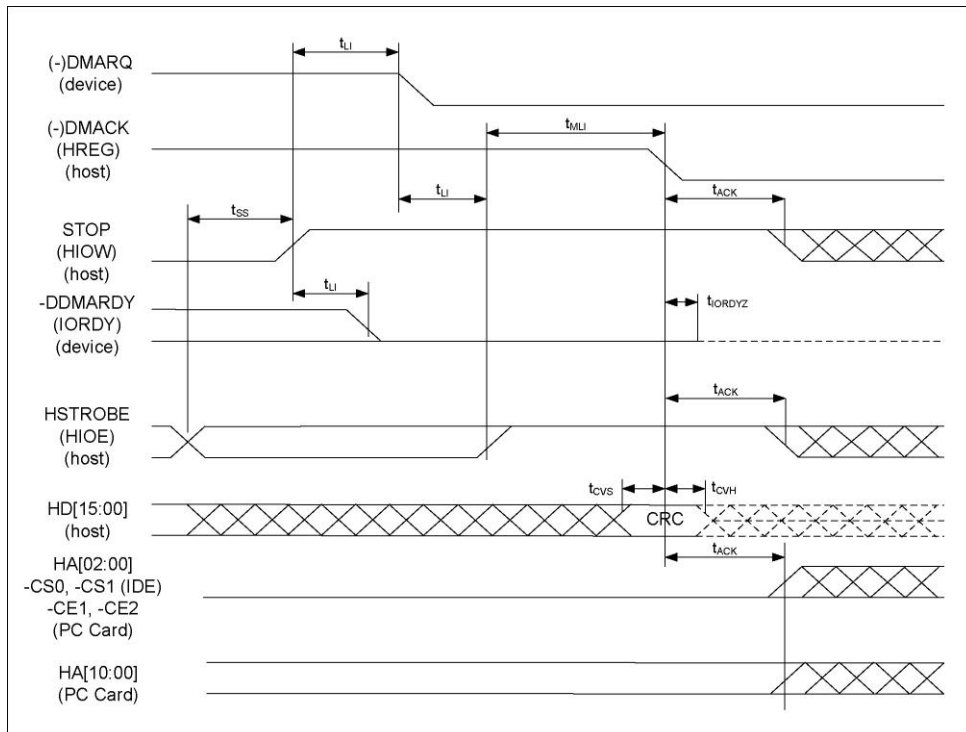 (-)DMARQ
(device)
tLI
(-)DMACK
(HREG)
(host)
tMLI
tLI
tACK
tSS
STOP
(HIOW)
(host)
tLI
-DDMARDY
(IORDY)
(device)
tIORDYZ
tACK
HSTROBE
(HIOE)
(host)
tCVS
tCVH
HD[15:00]
(host)
CRC
tACK
HA[02:00]
-CS0, -CS1 (IDE)
-CE1, -CE2
(PC Card)
HA[10:00]
(PC Card)